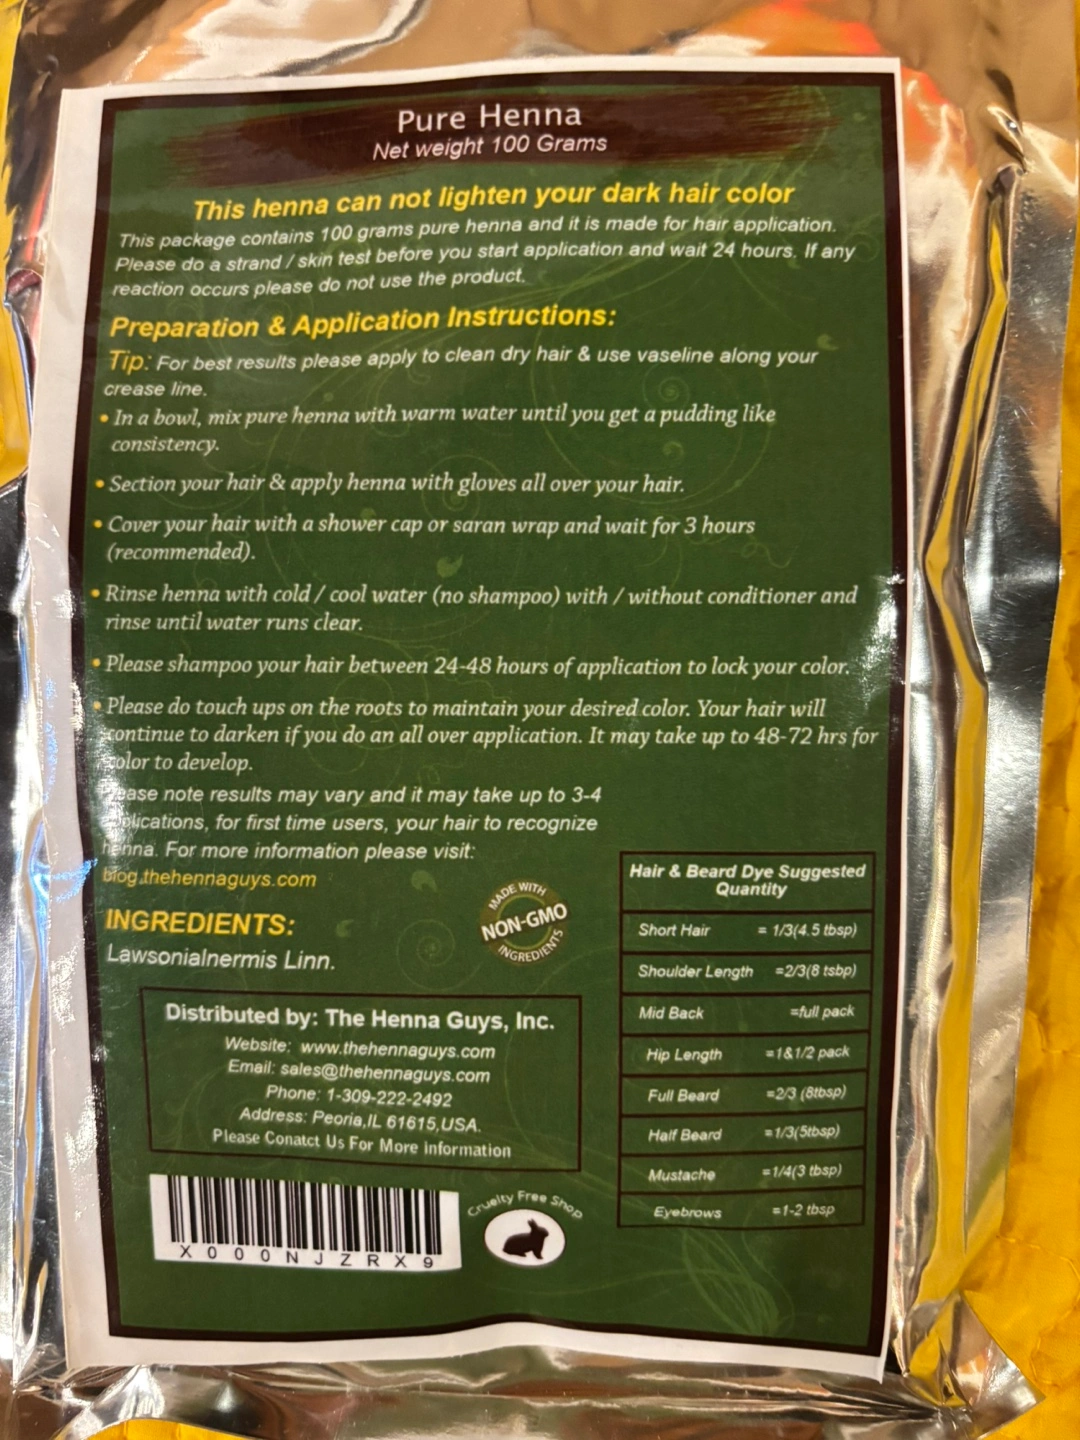 Pure Henna
Net weight 100 Grams
This henna can not lighten your dark hair color
This package contains 100 grams pure henna and it is made for hair application.
Please do a strand / skin test before you start application and wait 24 hours. If any
reaction occurs please do not use the product.
Preparation & Application Instructions:
Tip: For best results please apply to clean dry hair & use vaseline along your
crease line.
• In a bowl, mix pure henna with warm water until you get a pudding like
consistency.
• Section your hair & apply henna with gloves all over your hair.
• Cover your hair with a shower cap or saran wrap and wait for 3 hours
(recommended).
• Rinse henna with cold / cool water (no shampoo) with / without conditioner and
rinse until water runs clear.
• Please shampoo your hair between 24-48 hours of application to lock your color.
• Please do touch ups on the roots to maintain your desired color. Your hair will
continue to darken if you do an all over application. It may take up to 48-72 hrs for
color to develop.
Please note results may vary and it may take up to 3-4
applications, for first time users, your hair to recognize
henna. For more information please visit:
blog.thehennaguys.com
INGREDIENTS:
Lawsonialnermis Linn.
MADE WITH
NON-GMO
INGREDIENTS
Distributed by: The Henna Guys, Inc.
Website: www.thehennaguys.com
Email: sales@thehennaguys.com
Phone: 1-309-222-2492
Address: Peoria,IL 61615,USA.
Please Conatct Us For More information
X000NJZRX9
Cruelty Free Shop
Hair & Beard Dye Suggested
Quantity
Short Hair = 1/3(4.5 tbsp)
Shoulder Length =2/3(8 tsbp)
Mid Back =full pack
Hip Length =1&1/2 pack
Full Beard =2/3 (8tbsp)
Half Beard =1/3(5tbsp)
Mustache =1/4(3 tbsp)
Eyebrows =1-2 tbsp